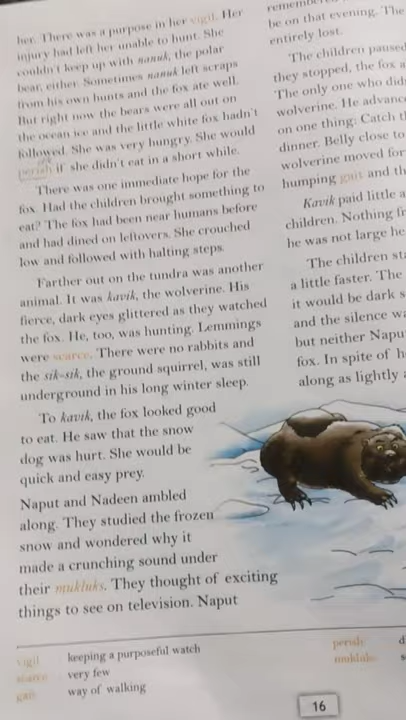 her. There was a purpose in her vigil. Her
injury had left her unable to hunt. She
couldn't keep up with nanuk, the polar
bear, either. Sometimes nanuk left scraps
from his own hunts and the fox ate well.
But right now the bears were all out on
the ocean ice and the little white fox hadn't
followed. She was very hungry. She would
perish if she didn't eat in a short while.
There was one immediate hope for the
fox. Had the children brought something to
eat? The fox had been near humans before
and had dined on leftovers. She crouched
low and followed with halting steps.
Farther out on the tundra was another
animal. It was kavik, the wolverine. His
fierce, dark eyes glittered as they watched
the fox. He, too, was hunting. Lemmings
were scarce. There were no rabbits and
the sik-sik, the ground squirrel, was still
underground in his long winter sleep.
To kavik, the fox looked good
to eat. He saw that the snow
dog was hurt. She would be
quick and easy prey.
Naput and Nadeen ambled
along. They studied the frozen
snow and wondered why it
made a crunching sound under
their mukluks. They thought of exciting
things to see on television. Naput
remembered
be on that evening. The
entirely lost.
The children paused
they stopped, the fox a
The only one who did
wolverine. He advanc
on one thing: Catch t
dinner. Belly close to
wolverine moved for
humping gait and th
Kavik paid little a
children. Nothing fr
he was not large he
The children sta
a little faster. The
it would be dark s
and the silence wa
but neither Napu
fox. In spite of h
along as lightly a
vigil keeping a purposeful watch
scarce very few
gait way of walking
perish d
mukluks s
16